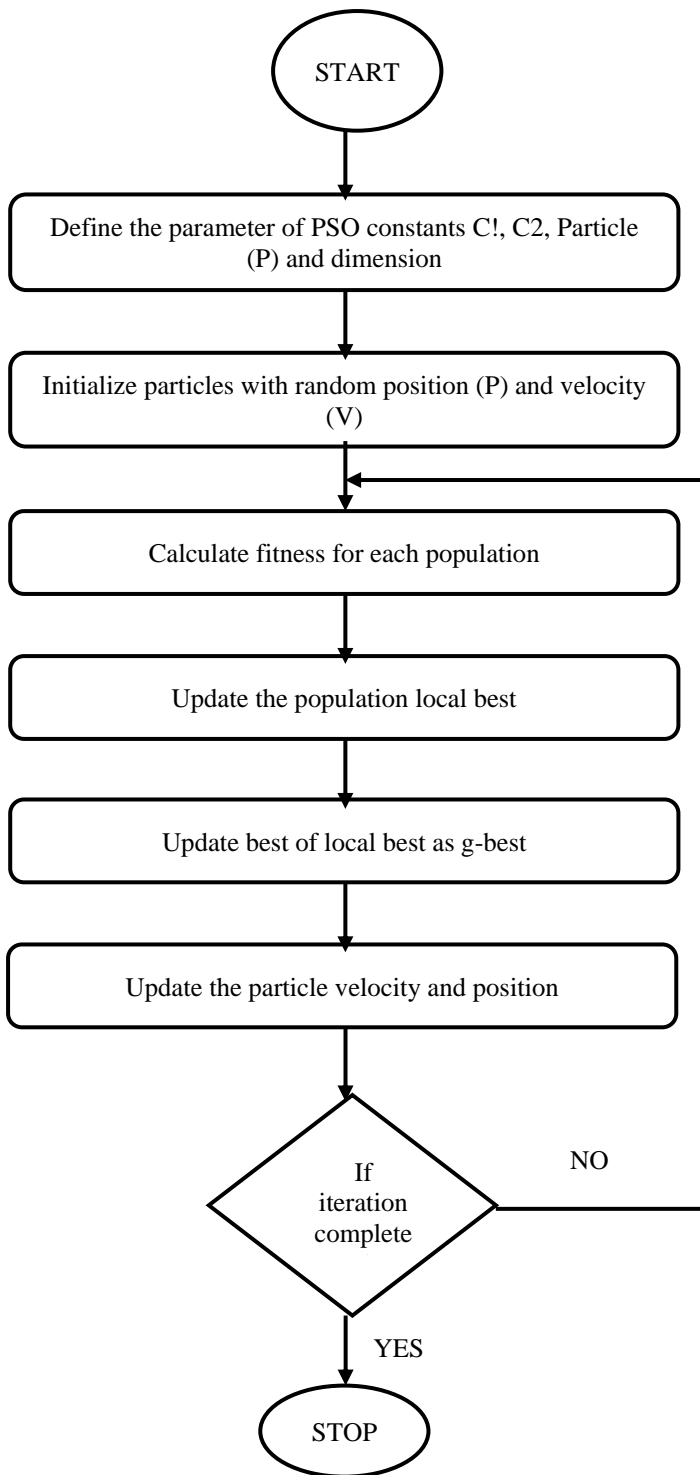 START
Define the parameter of PSO constants C!, C2, Particle
(P) and dimension
Initialize particles with random position (P) and velocity
(V)
Calculate fitness for each population
Update the population local best
Update best of local best as g-best
Update the particle velocity and position
If
iteration
complete
NO
YES
STOP